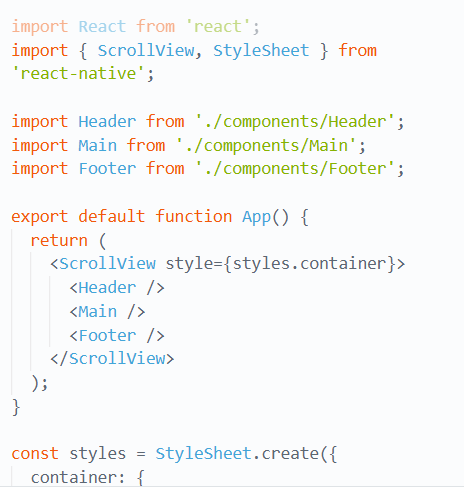 import React from 'react';
import { ScrollView, StyleSheet } from
'react-native';

import Header from './components/Header';
import Main from './components/Main';
import Footer from './components/Footer';

export default function App() {
  return (
    <ScrollView style={styles.container}>
      <Header />
      <Main />
      <Footer />
    </ScrollView>
  );
}

const styles = StyleSheet.create({
  container: {